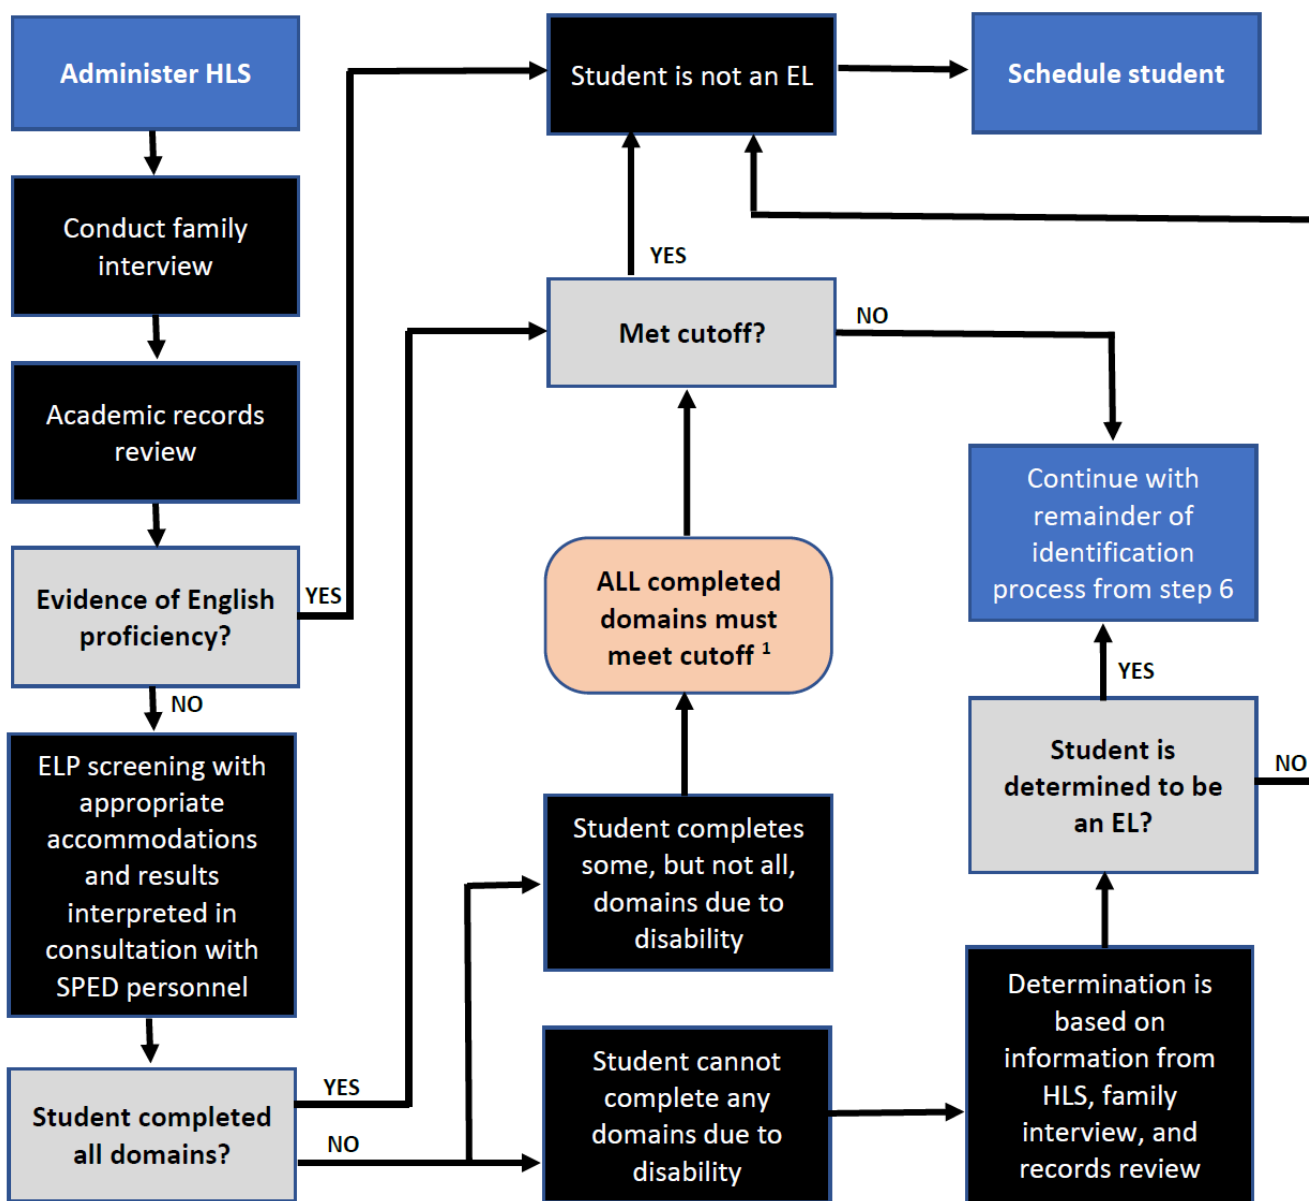 Administer HLS
Student is not an EL
Schedule student
Conduct family
interview
YES
Met cutoff?
NO
Academic records
review
Continue with
remainder of
identification
process from step 6
Evidence of English
proficiency?
YES
ALL completed
domains must
meet cutoff 1
NO
YES
ELP screening with
appropriate
accommodations
and results
interpreted in
consultation with
SPED personnel
Student is
determined to be
an EL?
NO
Student completes
some, but not all,
domains due to
disability
Determination is
based on
information from
HLS, family
interview, and
records review
Student completed
all domains?
YES
NO
Student cannot
complete any
domains due to
disability